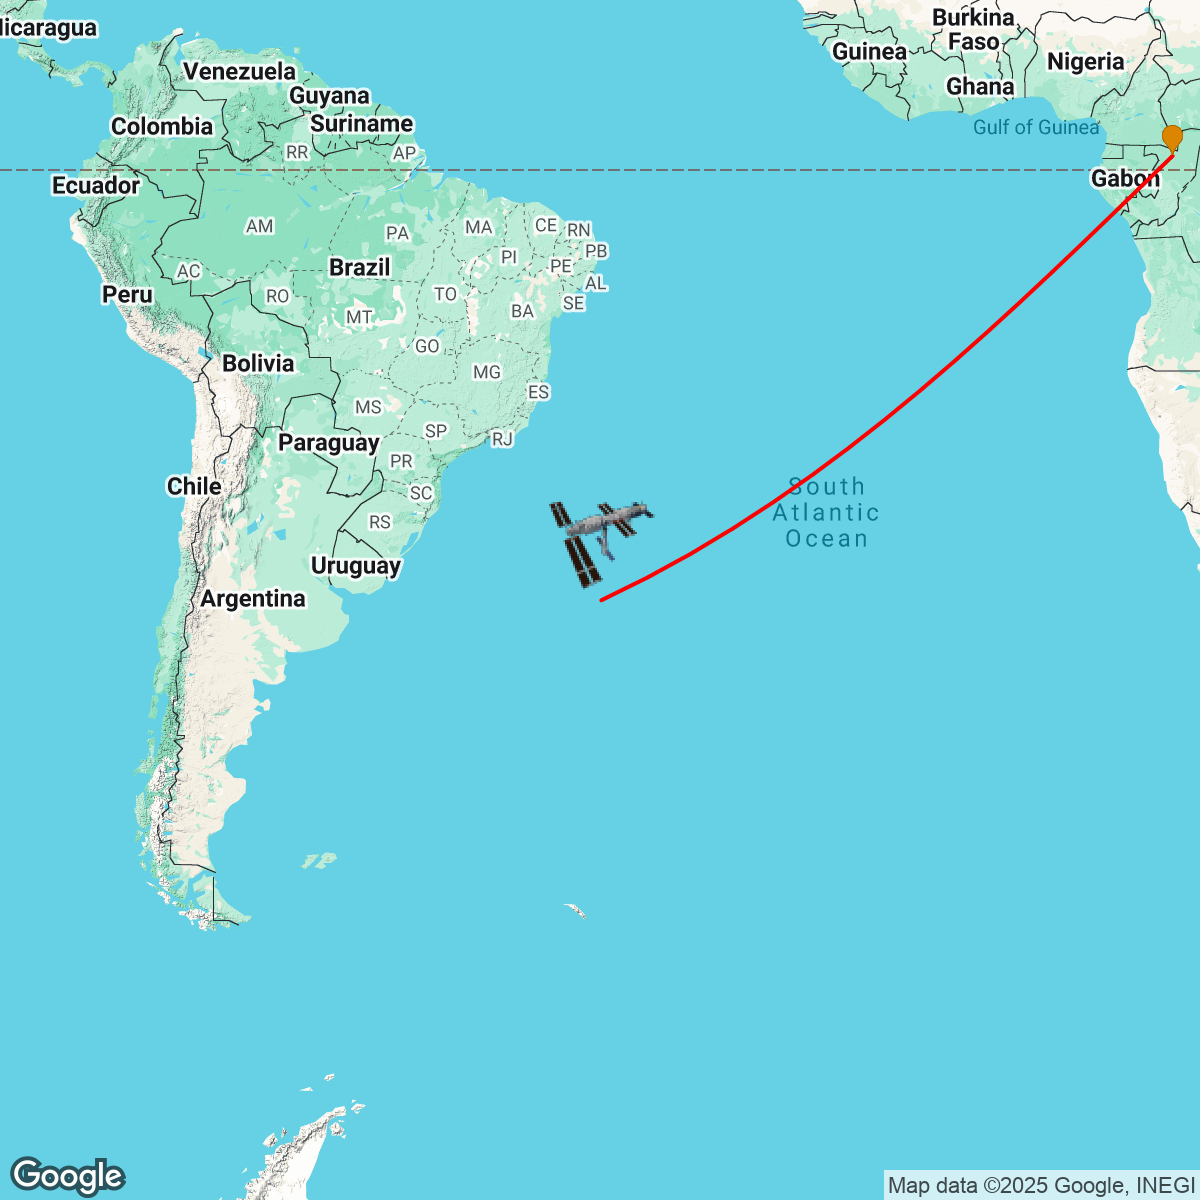 Nicaragua
Burkina
Faso
Guinea
Nigeria
Venezuela
Ghana
Guyana
Colombia
Suriname
Gulf of Guinea
RR
AP
Ecuador
Gabon
AM
PA
MA
CE
RN
PI
PE
PB
Brazil
AC
AL
Peru
RO
TO
SE
MT
BA
GO
Bolivia
MG
ES
MS
SP
RJ
Paraguay
PR
Chile
SC
South
Atlantic
Ocean
RS
Uruguay
Argentina
Google
Map data ©2025 Google, INEGI